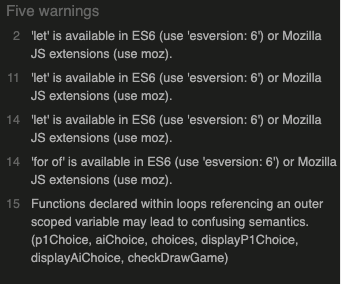 Five warnings
2 'let' is available in ES6 (use 'esversion: 6') or Mozilla
JS extensions (use moz).
11 'let' is available in ES6 (use 'esversion: 6') or Mozilla
JS extensions (use moz).
14 'let' is available in ES6 (use 'esversion: 6') or Mozilla
JS extensions (use moz).
14 'for of' is available in ES6 (use 'esversion: 6') or Mozilla
JS extensions (use moz).
15 Functions declared within loops referencing an outer
scoped variable may lead to confusing semantics.
(p1Choice, aiChoice, choices, displayP1Choice,
displayAiChoice, checkDrawGame)